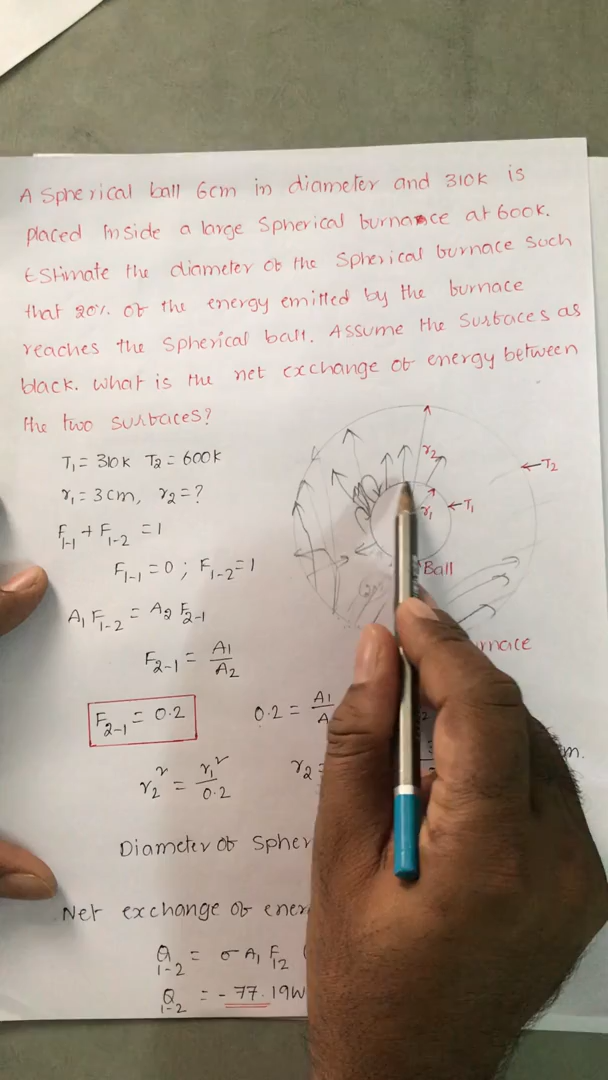 A Spherical ball 6cm in diameter and 310K is
placed inside a large Spherical burnance at 600K.
Estimate the diameter of the Spherical burnace such
that 20% of the energy emitted by the burnace
reaches the Spherical ball. Assume the Surbaces as
black. What is the net exchange of energy between
the two surbaces?
T₁ = 310K T₂ = 600K
r₁ = 3cm, r₂ = ?
F₁₋₁ + F₁₋₂ = 1
F₁₋₁ = 0 ; F₁₋₂ = 1
A₁ F₁₋₂ = A₂ F₂₋₁
F₂₋₁ = A₁/A₂
F₂₋₁ = 0.2
0.2 = A₁/A
r₂² = r₁²/0.2
r₂ =
m.
r₂
T₂
r₁
T₁
Ball
rnace
Diameter of Spher
Net exchange of ener
Q₁₋₂ = σ A₁ F₁₂ (
Q₁₋₂ = -77.19W